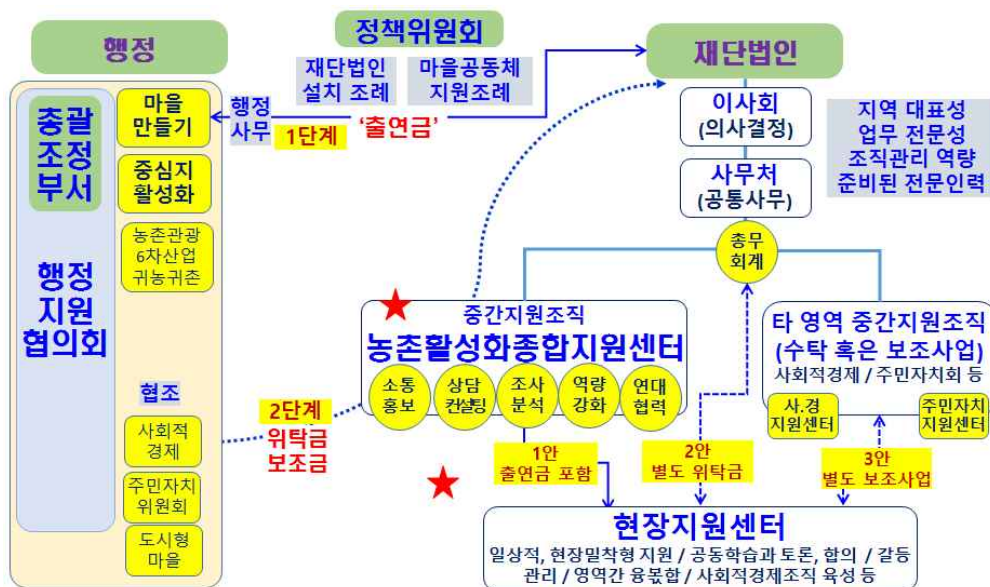 행정
정책위원회
재단법인
재단법인
설치 조례
마을공동체
지원조례
총괄
조정
부서
행정
지원
협의회
마을
만들기
중심지
활성화
농촌관광
6차산업
귀농귀촌
협조
사회적
경제
주민자치
위원회
도시형
마을
행정
사무
1단계
‘출연금’
이사회
(의사결정)
사무처
(공통사무)
총무
회계
지역 대표성
업무 전문성
조직관리 역량
준비된 전문인력
중간지원조직
농촌활성화종합지원센터
소통
홍보
상담
컨설팅
조사
분석
역량
강화
연대
협력
타 영역 중간지원조직
(수탁 혹은 보조사업)
사회적경제 / 주민자치회 등
사.경
지원센터
주민자치
지원센터
2단계
위탁금
보조금
1안
출연금 포함
2안
별도 위탁금
3안
별도 보조사업
현장지원센터
일상적, 현장밀착형 지원 / 공동학습과 토론, 합의 / 갈등
관리 / 영역간 융복합 / 사회적경제조직 육성 등